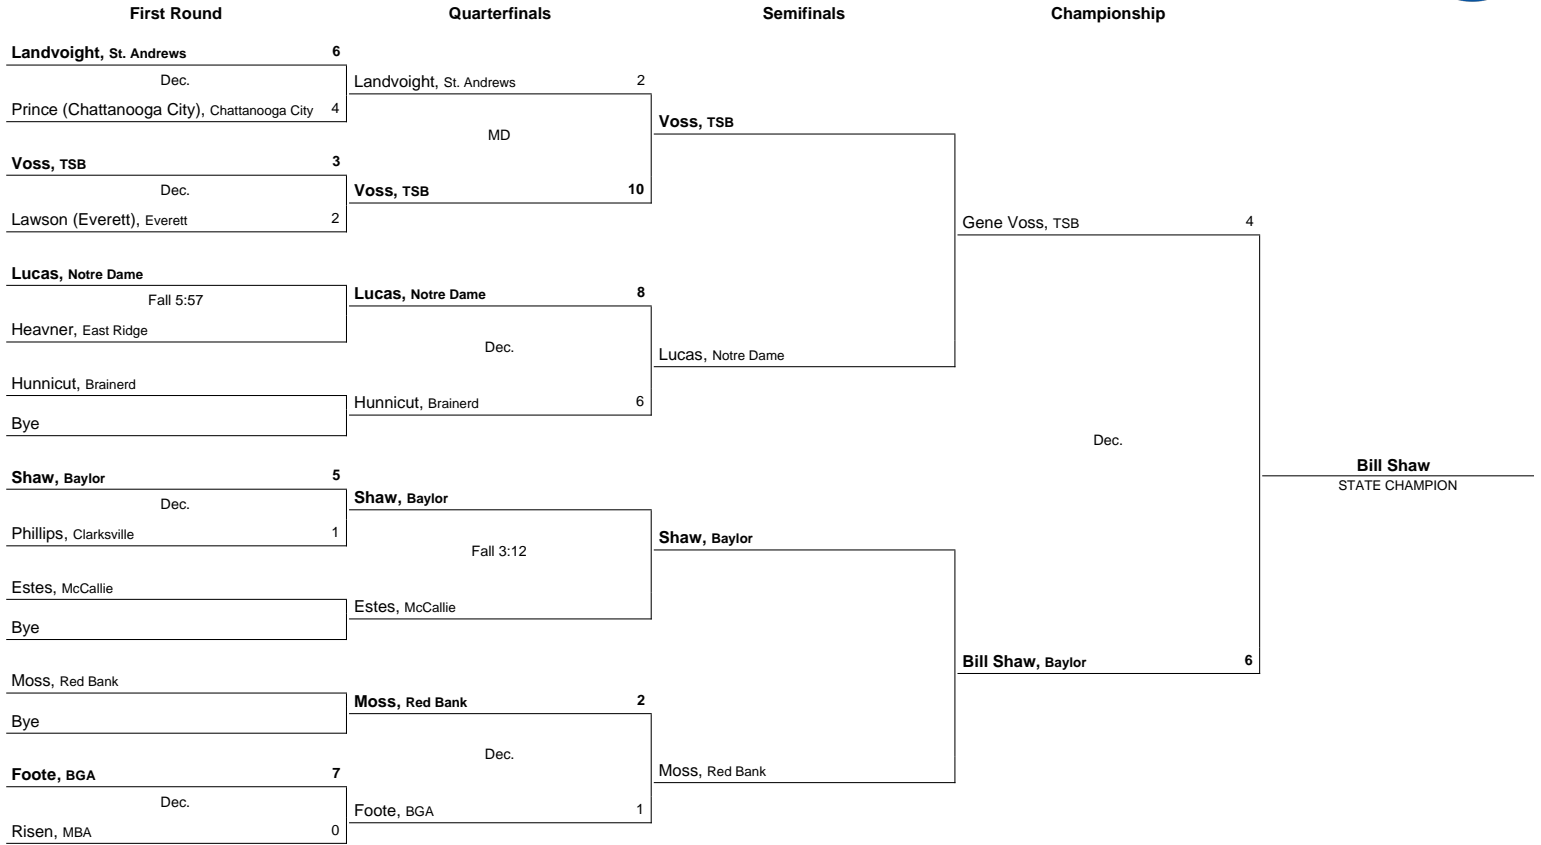 First Round Quarterfinals Semifinals Championship
Landvoight, St. Andrews 6
Dec.
Prince (Chattanooga City), Chattanooga City 4
Voss, TSB 3
Dec.
Lawson (Everett), Everett 2
Lucas, Notre Dame
Fall 5:57
Heavner, East Ridge
Hunnicut, Brainerd
Bye
Shaw, Baylor 5
Dec.
Phillips, Clarksville 1
Estes, McCallie
Bye
Moss, Red Bank
Bye
Foote, BGA 7
Dec.
Risen, MBA 0
Landvoight, St. Andrews 2
MD
Voss, TSB 10
Lucas, Notre Dame 8
Dec.
Hunnicut, Brainerd 6
Shaw, Baylor
Fall 3:12
Estes, McCallie
Moss, Red Bank 2
Dec.
Foote, BGA 1
Voss, TSB
Lucas, Notre Dame
Shaw, Baylor
Moss, Red Bank
Gene Voss, TSB 4
Dec.
Bill Shaw, Baylor 6
Bill Shaw
STATE CHAMPION